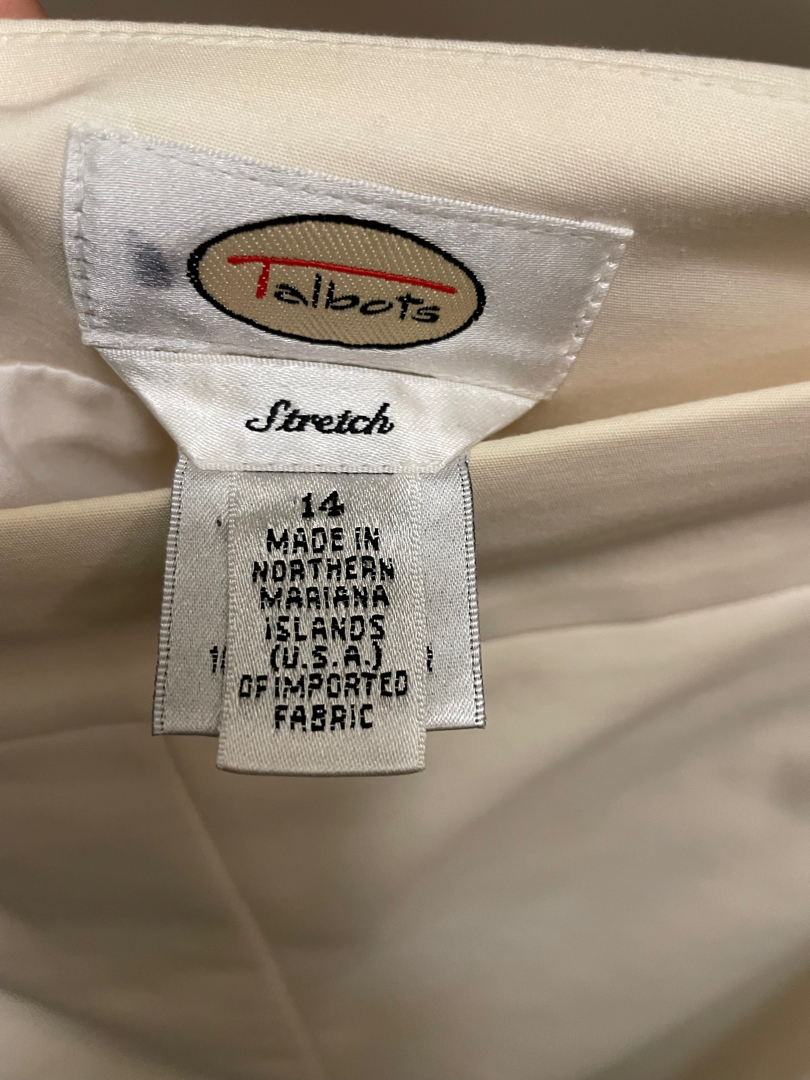 Talbots
Stretch
14
MADE IN
NORTHERN
MARIANA
ISLANDS
(U.S.A.)
OF IMPORTED
FABRIC